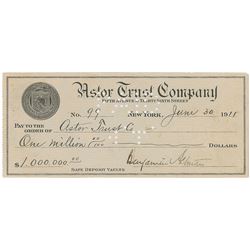 Astor Trust Company
FIFTH AVENUE & THIRTY SIXTH STREET
No. 99 NEW YORK, June 30 1911
PAY TO THE
ORDER OF Astor Trust Co.
One million 00/100 DOLLARS
$1,000,000.00 Benjamin
SAFE DEPOSIT VAULTS